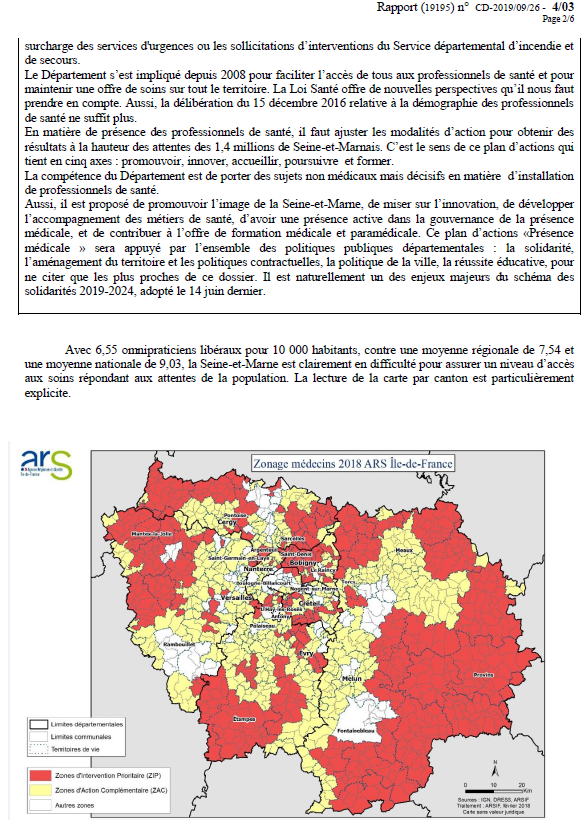 Rapport (19195) n° CD-2019/09/26 - 4/03
Page 2/6
surcharge des services d'urgences ou les sollicitations d'interventions du Service départemental d'incendie et
de secours.
Le Département s'est impliqué depuis 2008 pour faciliter l'accès de tous aux professionnels de santé et pour
maintenir une offre de soins sur tout le territoire. La Loi Santé offre de nouvelles perspectives qu'il nous faut
prendre en compte. Aussi, la délibération du 15 décembre 2016 relative à la démographie des professionnels
de santé ne suffit plus.
En matière de présence des professionnels de santé, il faut ajuster les modalités d'action pour obtenir des
résultats à la hauteur des attentes des 1,4 millions de Seine-et-Marnais. C'est le sens de ce plan d'actions qui
tient en cinq axes : promouvoir, innover, accueillir, poursuivre et former.
La compétence du Département est de porter des sujets non médicaux mais décisifs en matière d'installation
de professionnels de santé.
Aussi, il est proposé de promouvoir l'image de la Seine-et-Marne, de miser sur l'innovation, de développer
l'accompagnement des métiers de santé, d'avoir une présence active dans la gouvernance de la présence
médicale, et de contribuer à l'offre de formation médicale et paramédicale. Ce plan d'actions «Présence
médicale » sera appuyé par l'ensemble des politiques publiques départementales : la solidarité,
l'aménagement du territoire et les politiques contractuelles, la politique de la ville, la réussite éducative, pour
ne citer que les plus proches de ce dossier. Il est naturellement un des enjeux majeurs du schéma des
solidarités 2019-2024, adopté le 14 juin dernier.
Avec 6,55 omnipraticiens libéraux pour 10 000 habitants, contre une moyenne régionale de 7,54 et
une moyenne nationale de 9,03, la Seine-et-Marne est clairement en difficulté pour assurer un niveau d'accès
aux soins répondant aux attentes de la population. La lecture de la carte par canton est particulièrement
explicite.
ars
Agence Régionale de Santé
Île-de-France
Zonage médecins 2018 ARS Île-de-France
Pontoise
Cergy
Mantes-la-Jolie
Sarcelles
Meaux
Argenteuil
Saint-Denis
Saint-Germain-en-Laye
Bobigny
Nanterre
Le Raincy
Boulogne-Billancourt
Torcy
Nogent-sur-Marne
Versailles
Créteil
L'Haÿ-les-Roses
Antony
Palaiseau
Rambouillet
Evry
Melun
Provins
Etampes
Fontainebleau
Limites départementales
Limites communales
Territoires de vie
Zones d'Intervention Prioritaire (ZIP)
Zones d'Action Complémentaire (ZAC)
Autres zones
N
0 10 20
Km
Sources : IGN, DRESS, ARSIF
Traitement : ARSIF, février 2018
Carte sans valeur juridique